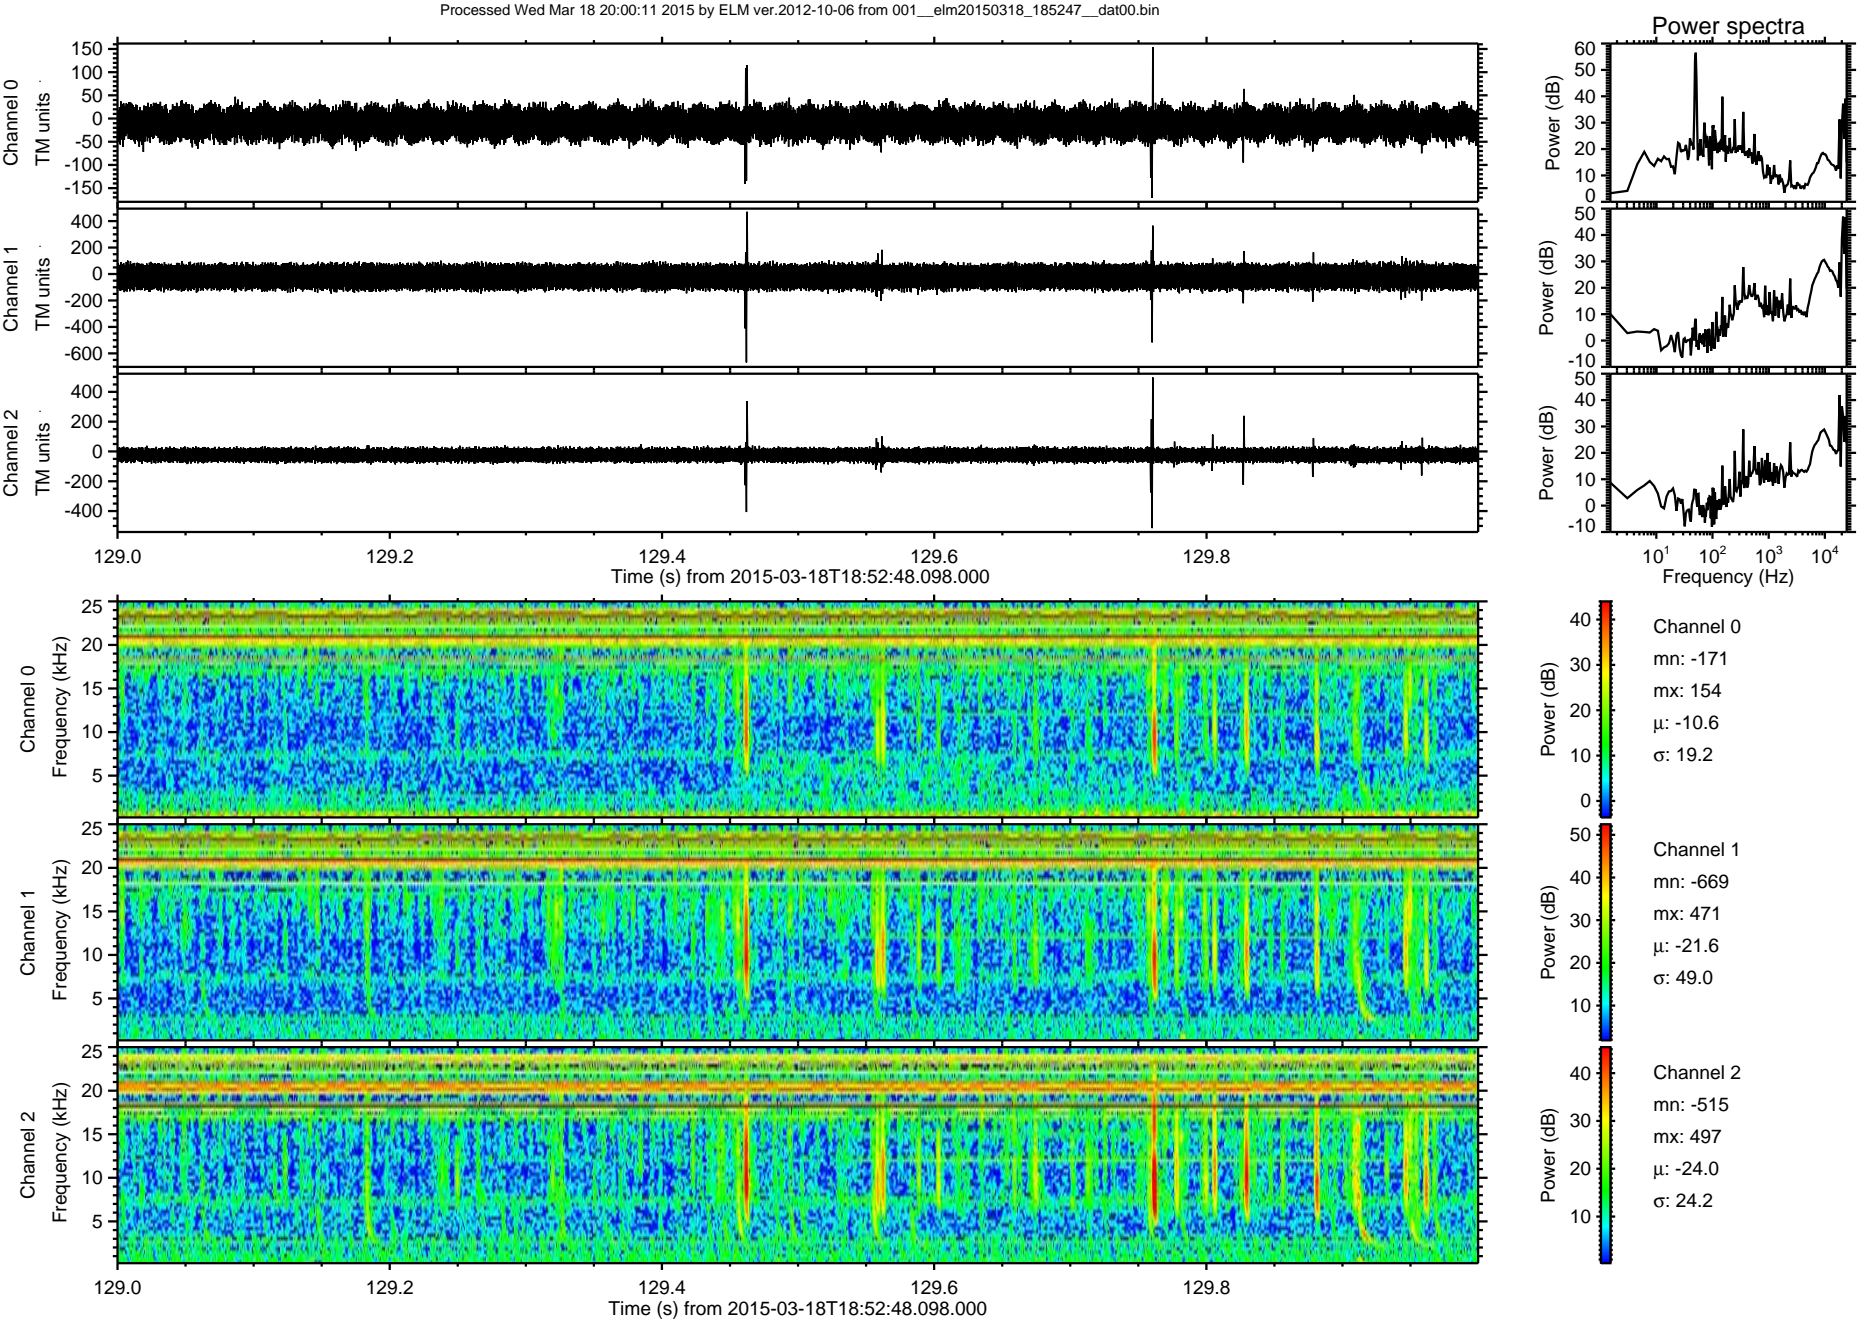 Processed Wed Mar 18 20:00:11 2015 by ELM ver.2012-10-06 from 001__elm20150318_185247__dat00.bin
Power spectra
Channel 0
TM units
150
100
50
0
-50
-100
-150
Power (dB)
60
50
40
30
20
10
0
Channel 1
TM units
400
200
0
-200
-400
-600
Power (dB)
50
40
30
20
10
0
-10
Channel 2
TM units
400
200
0
-200
-400
Power (dB)
50
40
30
20
10
0
-10
129.0 129.2 129.4 129.6 129.8
Time (s) from 2015-03-18T18:52:48.098.000
10¹ 10² 10³ 10⁴
Frequency (Hz)
Channel 0
Frequency (kHz)
25
20
15
10
5
Power (dB)
40
30
20
10
0
Channel 0
mn: -171
mx: 154
μ: -10.6
σ: 19.2
Channel 1
Frequency (kHz)
25
20
15
10
5
Power (dB)
50
40
30
20
10
Channel 1
mn: -669
mx: 471
μ: -21.6
σ: 49.0
Channel 2
Frequency (kHz)
25
20
15
10
5
Power (dB)
40
30
20
10
Channel 2
mn: -515
mx: 497
μ: -24.0
σ: 24.2
129.0 129.2 129.4 129.6 129.8
Time (s) from 2015-03-18T18:52:48.098.000